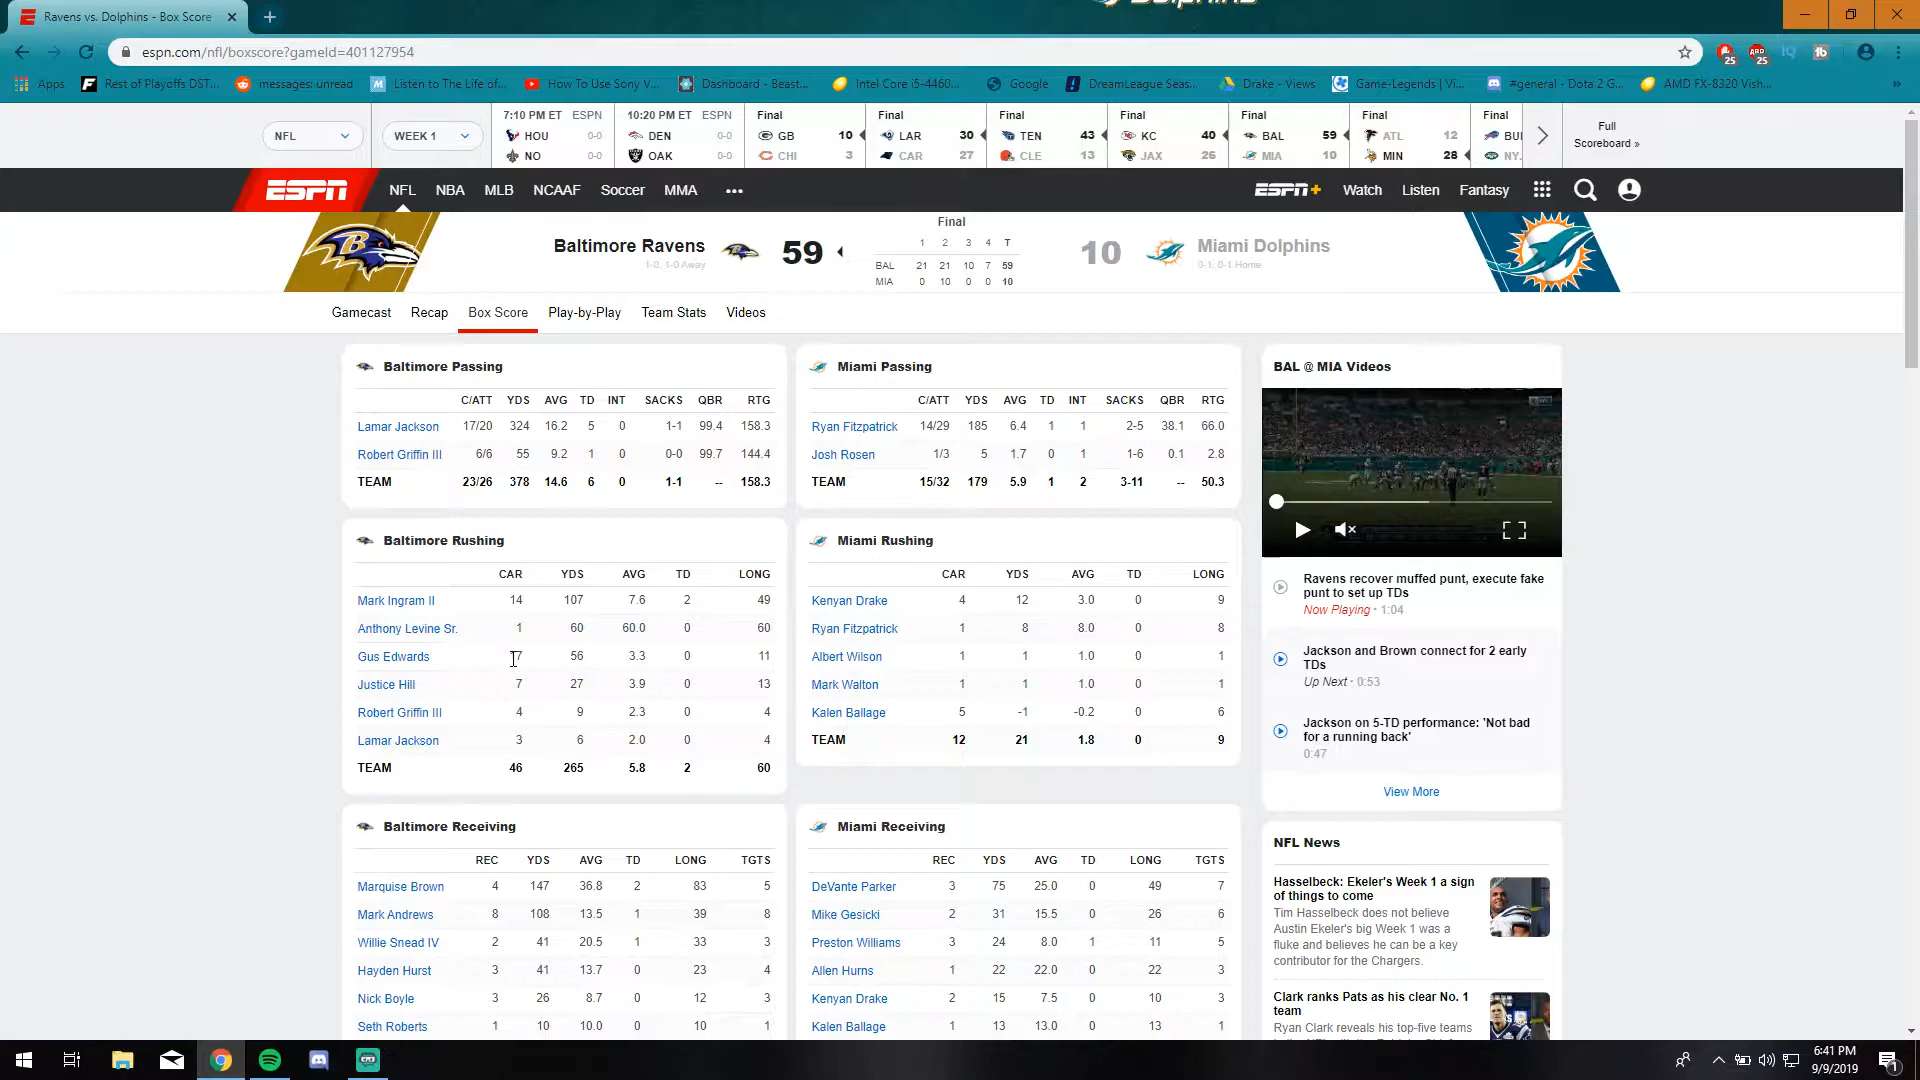 Ravens vs. Dolphins - Box Score
Dolphins
espn.com/nfl/boxscore?gameId=401127954
25 25
Apps Rest of Playoffs DST... messages: unread Listen to The Life of... How To Use Sony V... Dashboard - Beast... Intel Core i5-4460... Google DreamLeague Seas... Drake - Views Game-Legends | Vi... #general - Dota 2 G... AMD FX-8320 Vish...
NFL WEEK 1
7:10 PM ET ESPN
HOU 0-0
NO 0-0
10:20 PM ET ESPN
DEN 0-0
OAK 0-0
Final
GB 10
CHI 3
Final
LAR 30
CAR 27
Final
TEN 43
CLE 13
Final
KC 40
JAX 26
Final
BAL 59
MIA 10
Final
ATL 12
MIN 28
Final
BU
NY.
Full
Scoreboard »
ESPN NFL NBA MLB NCAAF Soccer MMA ••• ESPN+ Watch Listen Fantasy
Baltimore Ravens
1-0, 1-0 Away
59
Final
1 2 3 4 T
BAL 21 21 10 7 59
MIA 0 10 0 0 10
10
Miami Dolphins
0-1, 0-1 Home
Gamecast Recap Box Score Play-by-Play Team Stats Videos
Baltimore Passing
C/ATT YDS AVG TD INT SACKS QBR RTG
Lamar Jackson 17/20 324 16.2 5 0 1-1 99.4 158.3
Robert Griffin III 6/6 55 9.2 1 0 0-0 99.7 144.4
TEAM 23/26 378 14.6 6 0 1-1 -- 158.3
Miami Passing
C/ATT YDS AVG TD INT SACKS QBR RTG
Ryan Fitzpatrick 14/29 185 6.4 1 1 2-5 38.1 66.0
Josh Rosen 1/3 5 1.7 0 1 1-6 0.1 2.8
TEAM 15/32 179 5.9 1 2 3-11 -- 50.3
Baltimore Rushing
CAR YDS AVG TD LONG
Mark Ingram II 14 107 7.6 2 49
Anthony Levine Sr. 1 60 60.0 0 60
Gus Edwards 56 3.3 0 11
Justice Hill 7 27 3.9 0 13
Robert Griffin III 4 9 2.3 0 4
Lamar Jackson 3 6 2.0 0 4
TEAM 46 265 5.8 2 60
Miami Rushing
CAR YDS AVG TD LONG
Kenyan Drake 4 12 3.0 0 9
Ryan Fitzpatrick 1 8 8.0 0 8
Albert Wilson 1 1 1.0 0 1
Mark Walton 1 1 1.0 0 1
Kalen Ballage 5 -1 -0.2 0 6
TEAM 12 21 1.8 0 9
Baltimore Receiving
REC YDS AVG TD LONG TGTS
Marquise Brown 4 147 36.8 2 83 5
Mark Andrews 8 108 13.5 1 39 8
Willie Snead IV 2 41 20.5 1 33 3
Hayden Hurst 3 41 13.7 0 23 4
Nick Boyle 3 26 8.7 0 12 3
Seth Roberts 1 10 10.0 0 10 1
Miami Receiving
REC YDS AVG TD LONG TGTS
DeVante Parker 3 75 25.0 0 49 7
Mike Gesicki 2 31 15.5 0 26 6
Preston Williams 3 24 8.0 1 11 5
Allen Hurns 1 22 22.0 0 22 3
Kenyan Drake 2 15 7.5 0 10 3
Kalen Ballage 1 13 13.0 0 13 1
BAL @ MIA Videos
Ravens recover muffed punt, execute fake
punt to set up TDs
Now Playing · 1:04
Jackson and Brown connect for 2 early
TDs
Up Next · 0:53
Jackson on 5-TD performance: 'Not bad
for a running back'
0:47
View More
NFL News
Hasselbeck: Ekeler's Week 1 a sign
of things to come
Tim Hasselbeck does not believe
Austin Ekeler's big Week 1 was a
fluke and believes he can be a key
contributor for the Chargers.
Clark ranks Pats as his clear No. 1
team
Ryan Clark reveals his top-five teams
6:41 PM
9/9/2019
1